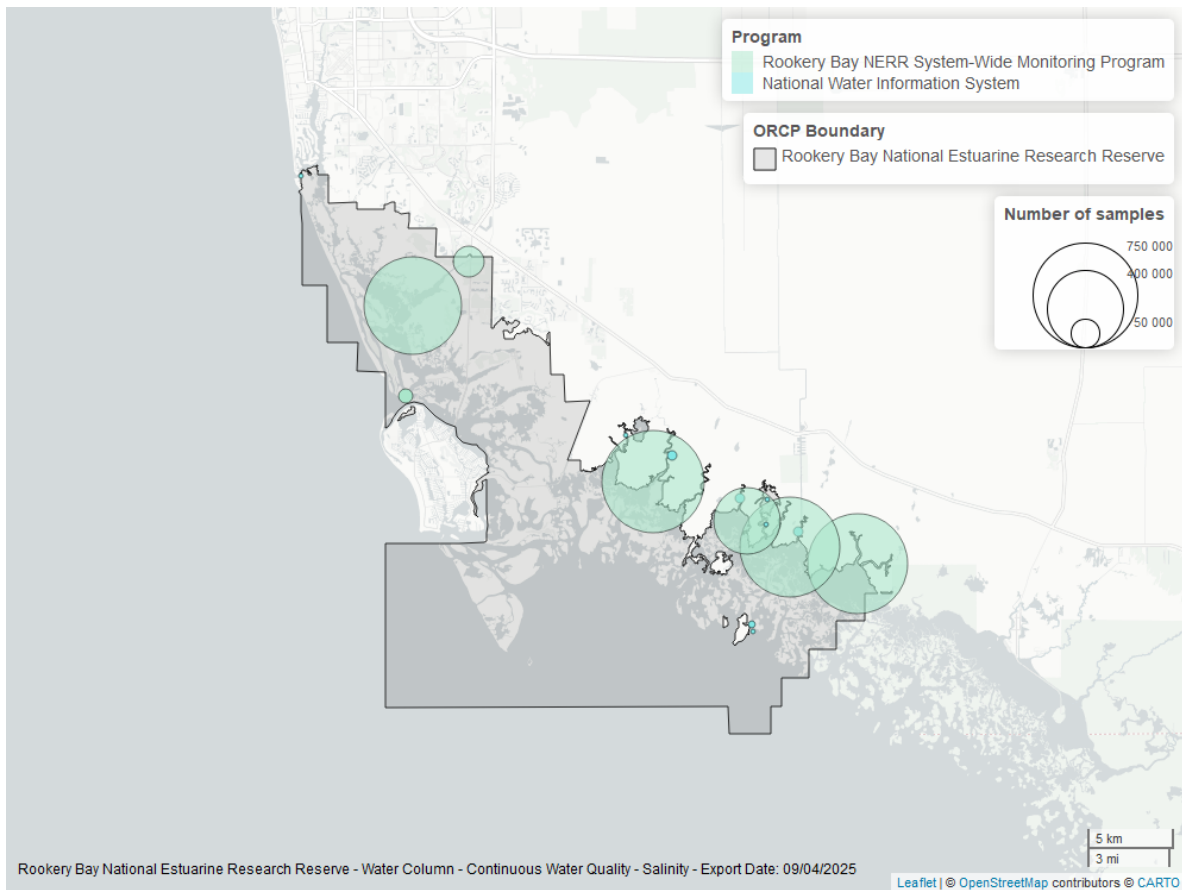 Program
Rookery Bay NERR System-Wide Monitoring Program
National Water Information System
ORCP Boundary
Rookery Bay National Estuarine Research Reserve
Number of samples
750 000
400 000
50 000
5 km
3 mi
Rookery Bay National Estuarine Research Reserve - Water Column - Continuous Water Quality - Salinity - Export Date: 09/04/2025
Leaflet | © OpenStreetMap contributors © CARTO